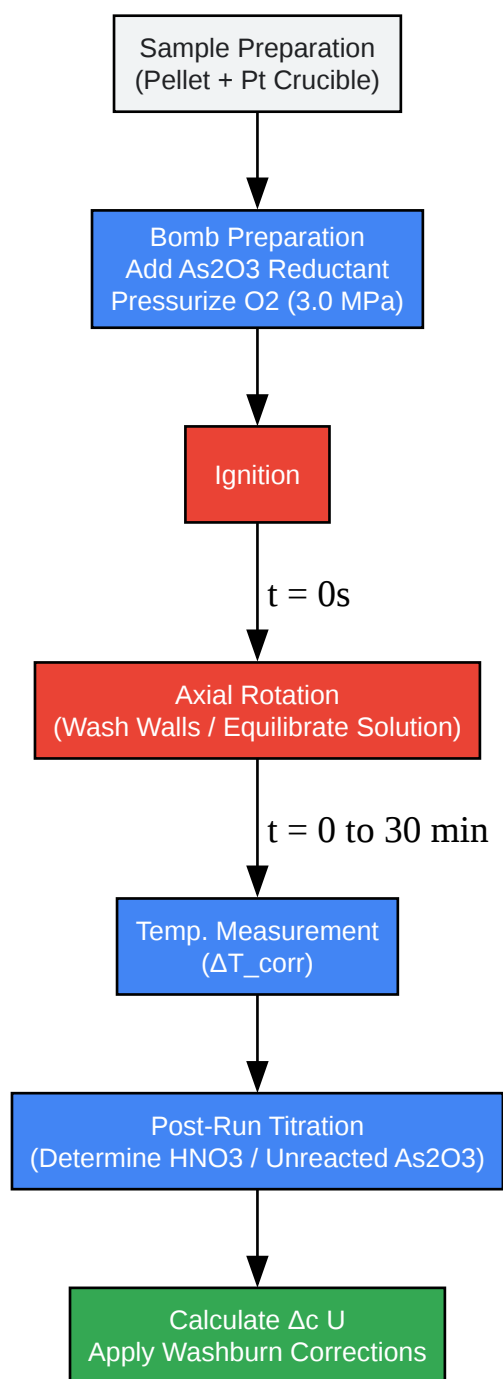 Sample Preparation
(Pellet + Pt Crucible)
Bomb Preparation
Add As2O3 Reductant
Pressurize O2 (3.0 MPa)
Ignition
t = 0s
Axial Rotation
(Wash Walls / Equilibrate Solution)
t = 0 to 30 min
Temp. Measurement
(ΔT_corr)
Post-Run Titration
(Determine HNO3 / Unreacted As2O3)
Calculate Δc U
Apply Washburn Corrections